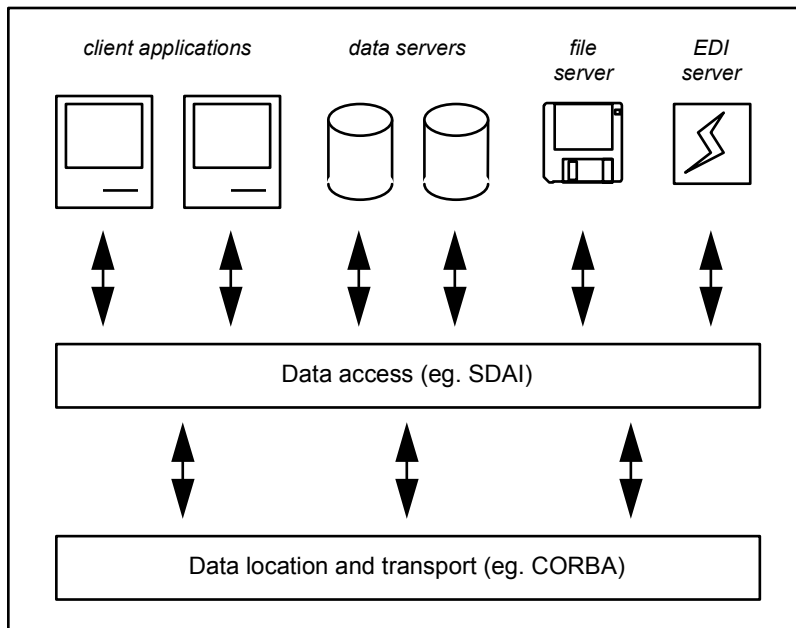 client applications
data servers
file
server
EDI
server
Data access (eg. SDAI)
Data location and transport (eg. CORBA)